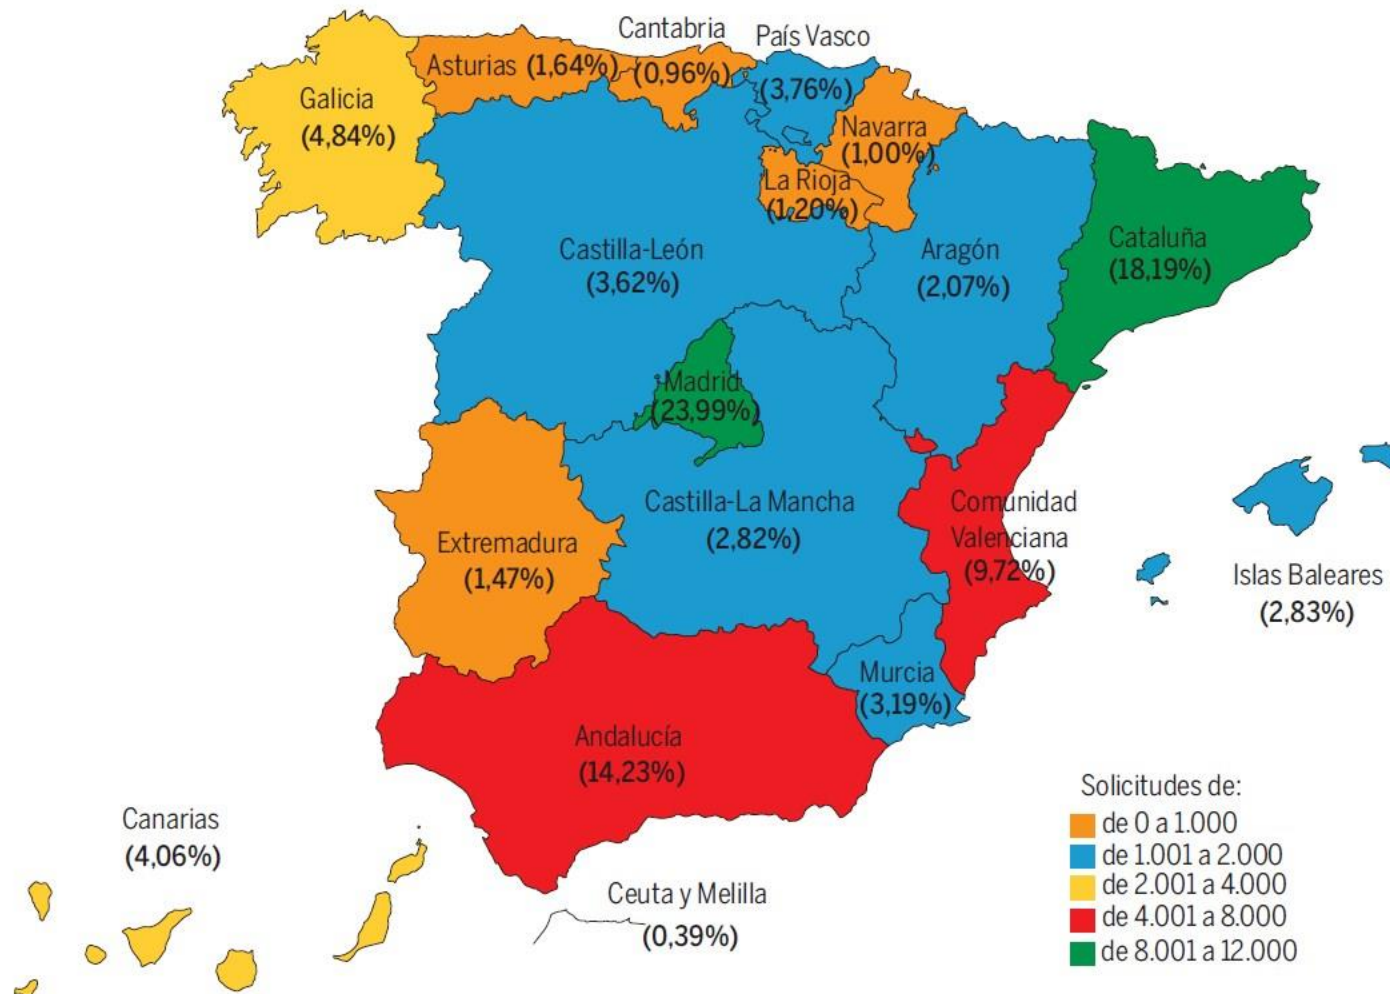 Cantabria
País Vasco
Asturias (1,64%)
(0,96%)
(3,76%)
Galicia
(4,84%)
Navarra
(1,00%)
La Rioja
(1,20%)
Castilla-León
(3,62%)
Aragón
(2,07%)
Cataluña
(18,19%)
Madrid
(23,99%)
Castilla-La Mancha
(2,82%)
Comunidad
Valenciana
(9,72%)
Extremadura
(1,47%)
Islas Baleares
(2,83%)
Murcia
(3,19%)
Andalucía
(14,23%)
Canarias
(4,06%)
Ceuta y Melilla
(0,39%)
Solicitudes de:
de 0 a 1.000
de 1.001 a 2.000
de 2.001 a 4.000
de 4.001 a 8.000
de 8.001 a 12.000